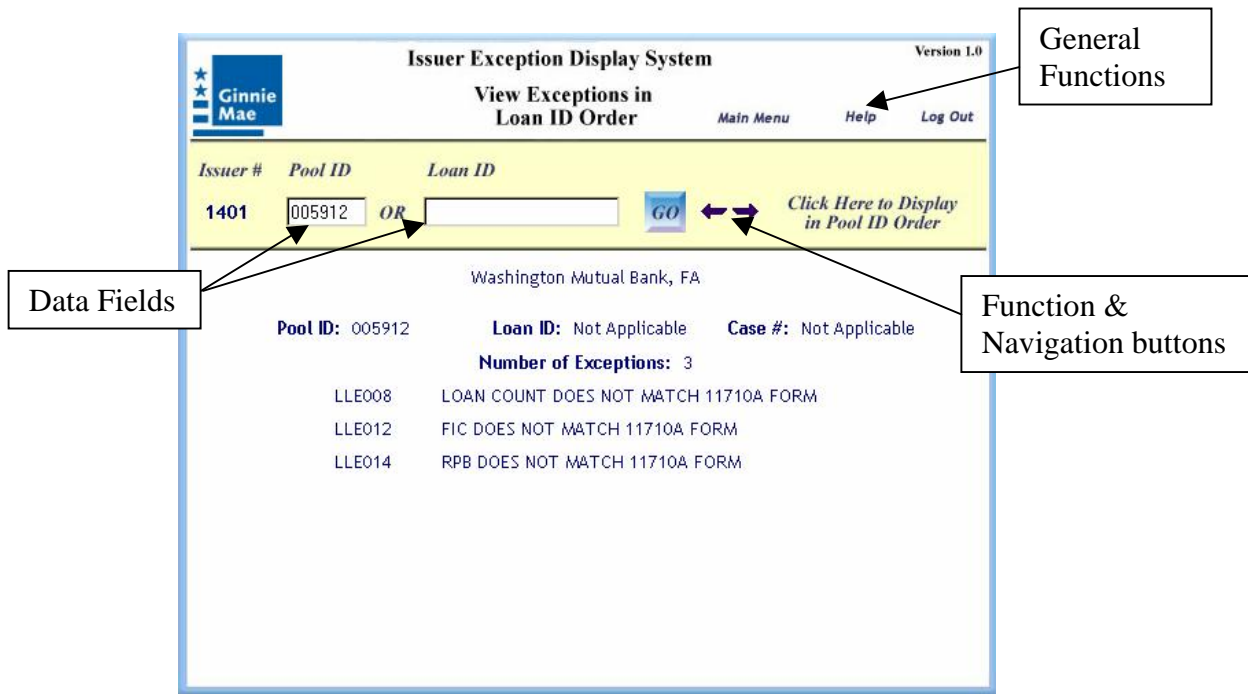 Issuer Exception Display System
Version 1.0
General
Functions
Ginnie
Mae
View Exceptions in
Loan ID Order
Main Menu Help Log Out
Issuer # Pool ID Loan ID
1401 005912 OR GO Click Here to Display
in Pool ID Order
Data Fields
Washington Mutual Bank, FA
Function &
Navigation buttons
Pool ID: 005912 Loan ID: Not Applicable Case #: Not Applicable
Number of Exceptions: 3
LLE008 LOAN COUNT DOES NOT MATCH 11710A FORM
LLE012 FIC DOES NOT MATCH 11710A FORM
LLE014 RPB DOES NOT MATCH 11710A FORM